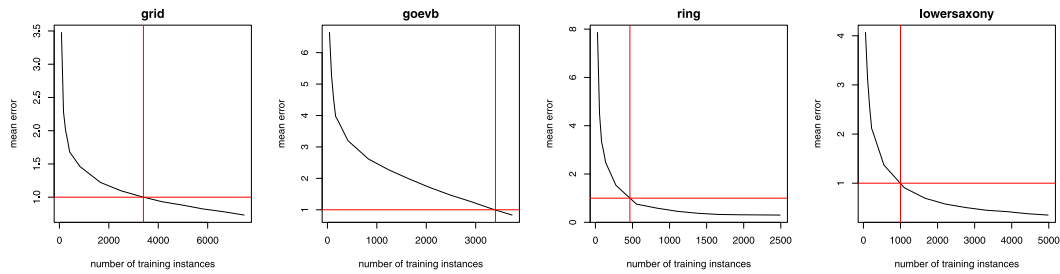 grid
mean error
3.5
3.0
2.5
2.0
1.5
1.0
0 2000 4000 6000
number of training instances
goevb
mean error
6
5
4
3
2
1
0 1000 2000 3000
number of training instances
ring
mean error
8
6
4
2
0
0 500 1000 1500 2000 2500
number of training instances
lowersaxony
mean error
4
3
2
1
0 1000 2000 3000 4000 5000
number of training instances